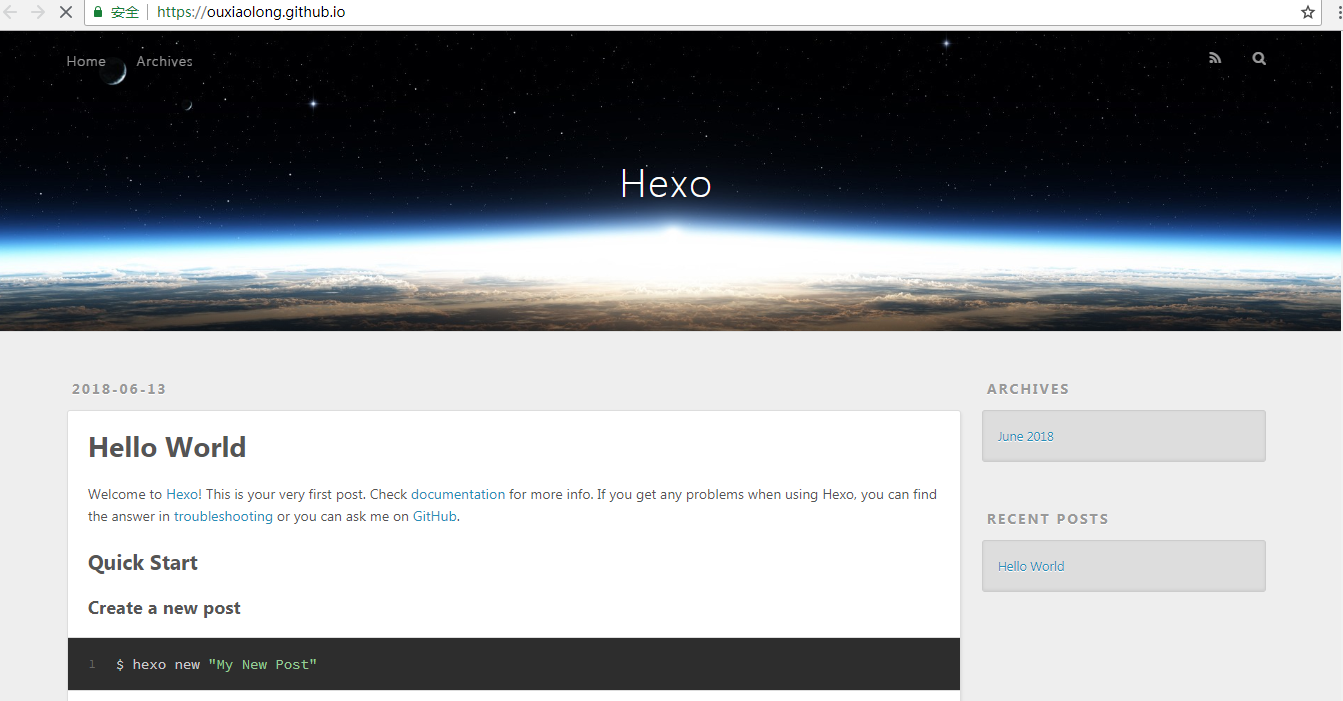 安全 https://ouxiaolong.github.io
Home Archives
Hexo
2018-06-13
Hello World
Welcome to Hexo! This is your very first post. Check documentation for more info. If you get any problems when using Hexo, you can find
the answer in troubleshooting or you can ask me on GitHub.
Quick Start
Create a new post
1 $ hexo new "My New Post"
ARCHIVES
June 2018
RECENT POSTS
Hello World